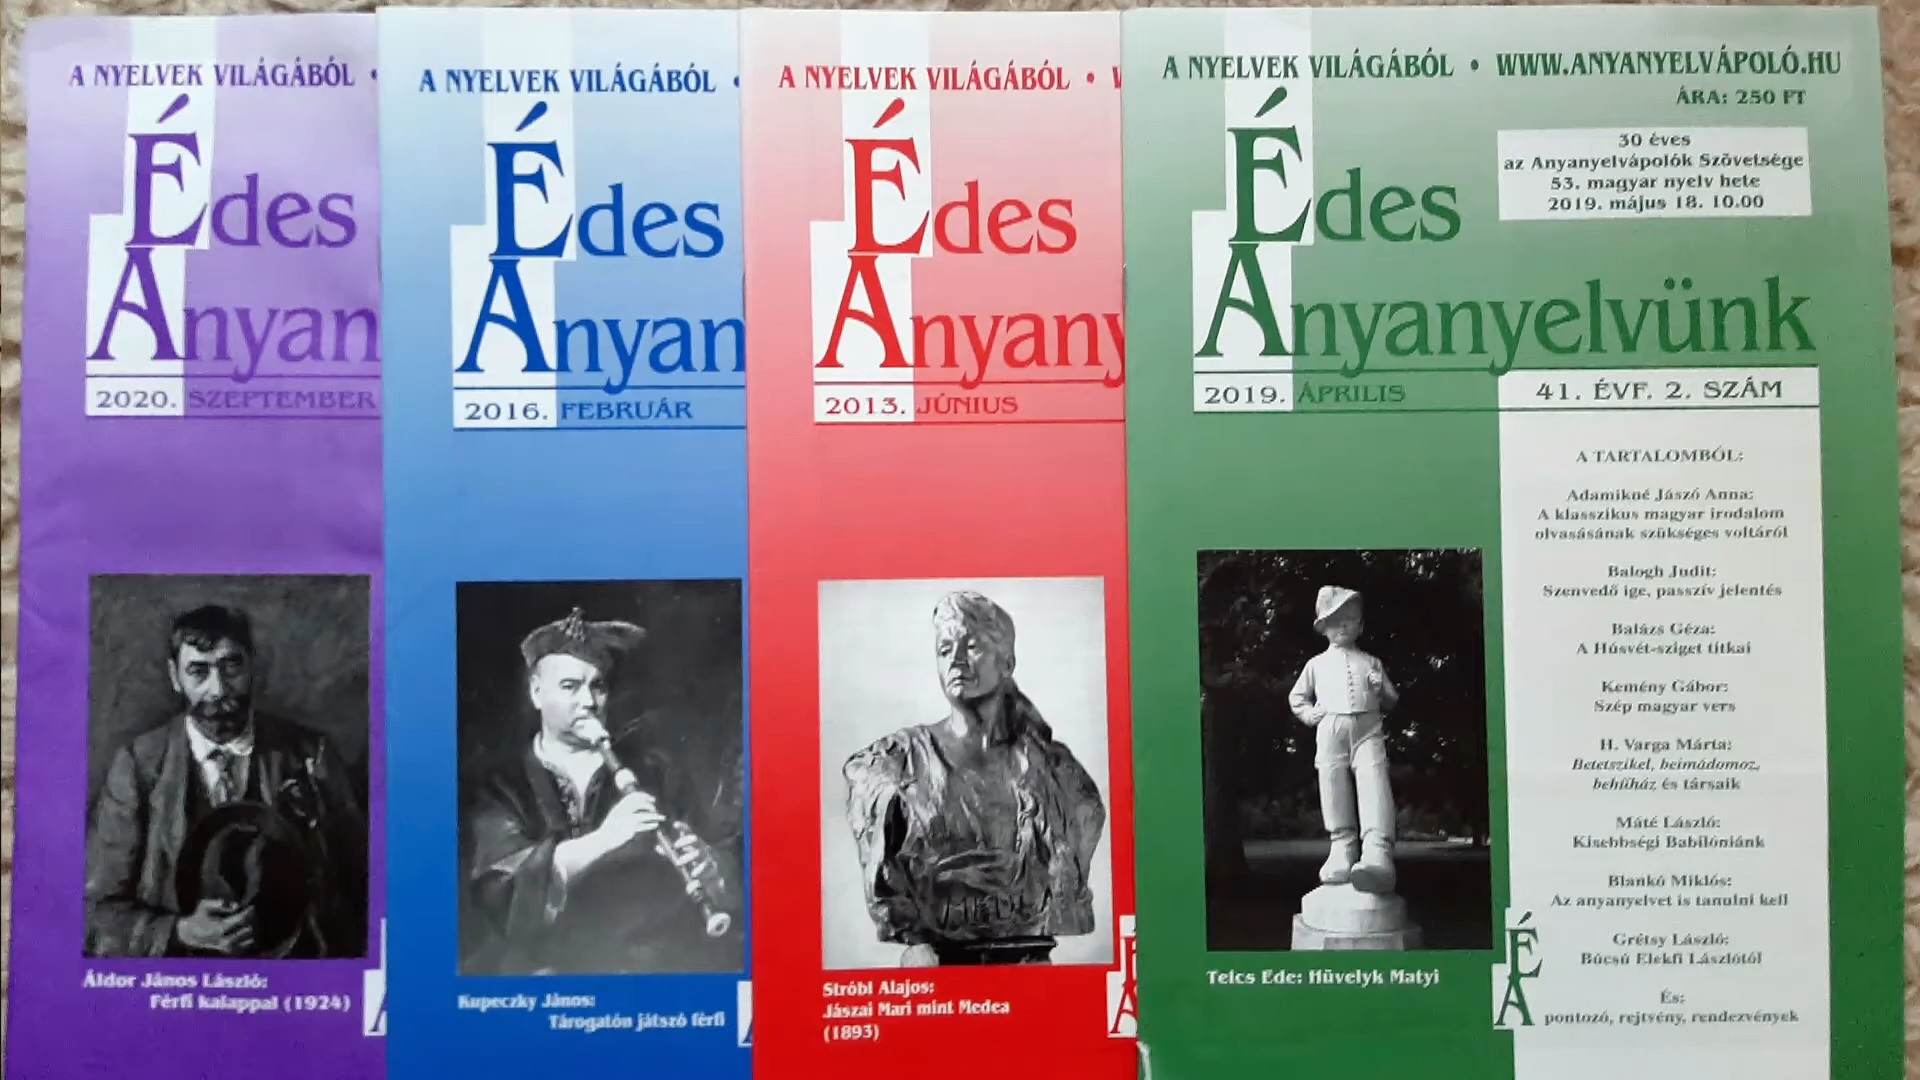 A NYELVEK VILÁGÁBÓL •
Édes
Anyan
2020. SZEPTEMBER
Áldor János László:
Férfi kalappal (1924)
A NYELVEK VILÁGÁBÓL •
Édes
Anyan
2016. FEBRUÁR
Kupeczky János:
Tárogatón játszó férfi
A NYELVEK VILÁGÁBÓL •
Édes
Anyany
2013. JÚNIUS
MEDEA
Stróbl Alajos:
Jászai Mari mint Medea
(1893)
A NYELVEK VILÁGÁBÓL • WWW.ANYANYELVÁPOLÓ.HU
ÁRA: 250 FT
30 éves
az Anyanyelvápolók Szövetsége
53. magyar nyelv hete
2019. május 18. 10.00
Édes
Anyanyelvünk
2019. ÁPRILIS
41. ÉVF. 2. SZÁM
A TARTALOMBÓL:
Adamikné Jászó Anna:
A klasszikus magyar irodalom
olvasásának szükséges voltáról
Balogh Judit:
Szenvedő ige, passzív jelentés
Balázs Géza:
A Húsvét-sziget titkai
Kemény Gábor:
Szép magyar vers
H. Varga Márta:
Betetszikel, beimádomoz,
behűház és társaik
Máté László:
Kisebbségi Babilóniánk
Blankó Miklós:
Az anyanyelvet is tanulni kell
Grétsy László:
Búcsú Elekfi Lászlótól
És:
pontozó, rejtvény, rendezvények
ÉA
Telcs Ede: Hüvelyk Matyi